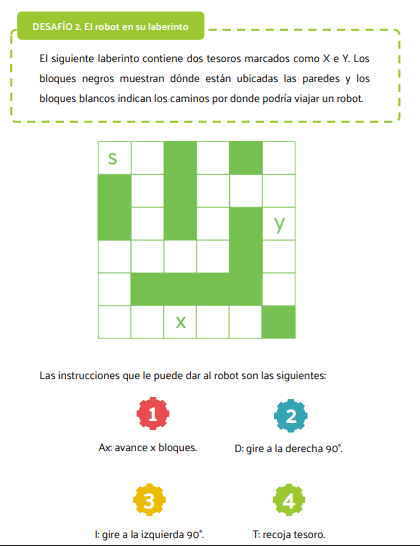 DESAFÍO 2. El robot en su laberinto
El siguiente laberinto contiene dos tesoros marcados como X e Y. Los
bloques negros muestran dónde están ubicadas las paredes y los
bloques blancos indican los caminos por donde podría viajar un robot.
s
y
x
Las instrucciones que le puede dar al robot son las siguientes:
1
2
Ax: avance x bloques.
D: gire a la derecha 90°.
3
4
I: gire a la izquierda 90°.
T: recoja tesoro.